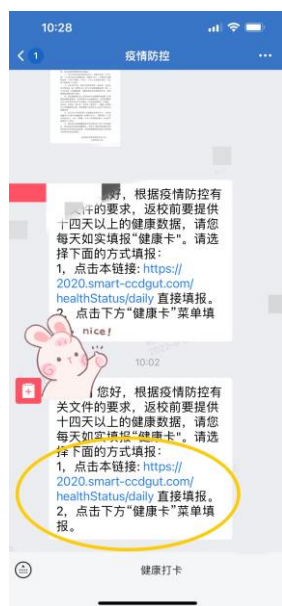 10:28
1
疫情防控
好，根据疫情防控有
文件的要求，返校前要提供
十四天以上的健康数据，请您
每天如实填报“健康卡”。请选
择下面的方式填报：
1，点击本链接: https://
2020.smart-ccdgut.com/
healthStatus/daily 直接填报。
2，点击下方“健康卡”菜单填
nice!
10:02
您好，根据疫情防控有
关文件的要求，返校前要提供
十四天以上的健康数据，请您
每天如实填报“健康卡"。请选
择下面的方式填报：
1，点击本链接: https://
2020.smart-ccdgut.com/
healthStatus/daily 直接填报。
2，点击下方“健康卡”菜单填
报。
健康打卡